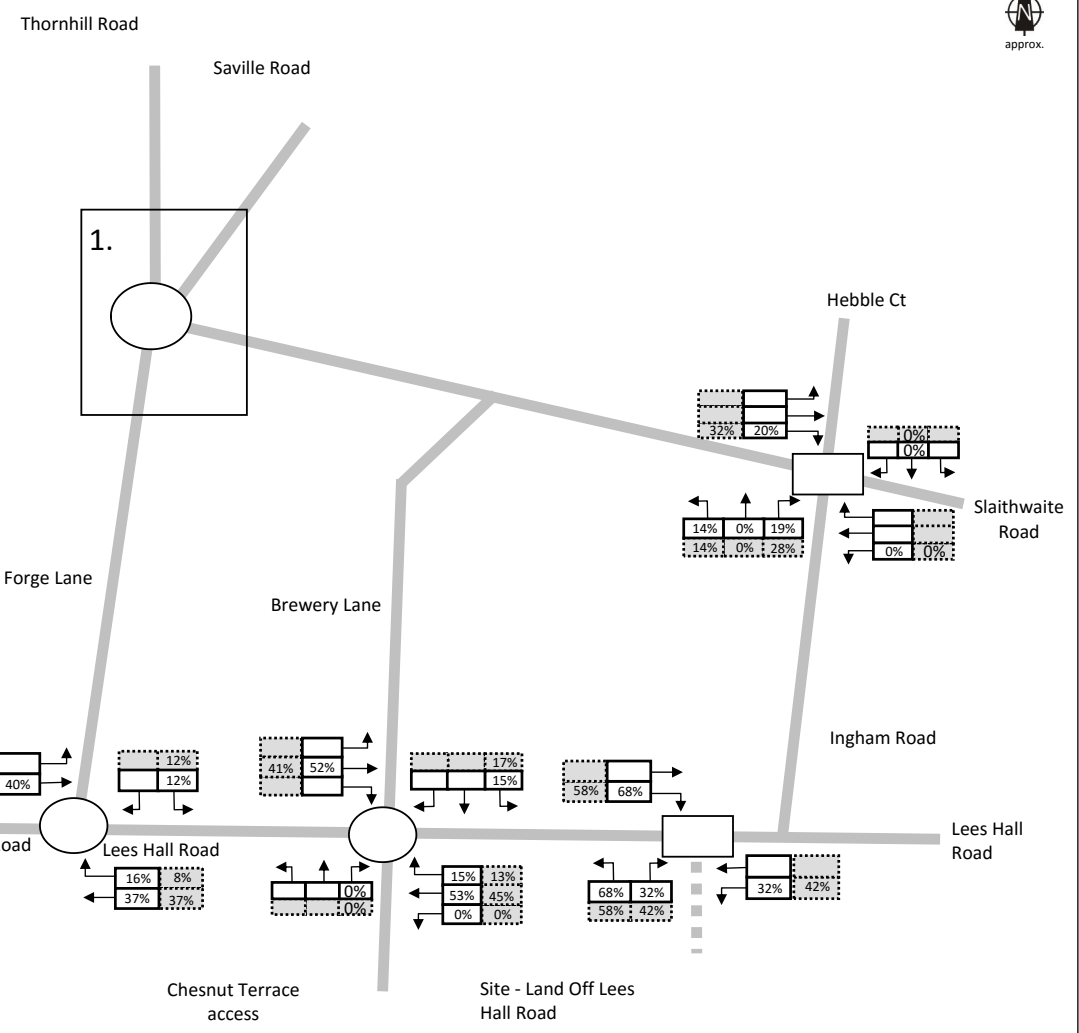 Thornhill Road
Saville Road
N
approx.
1.
Hebble Ct
32% 20%
0%
0%
Slaithwaite
Road
14% 0% 19%
14% 0% 28%
0% 0%
Forge Lane
Brewery Lane
Ingham Road
40%
12%
12%
41% 52%
17%
15%
58% 68%
oad
Lees Hall Road
Lees Hall
Road
16% 8%
37% 37%
0%
0%
15% 13%
53% 45%
0% 0%
68% 32%
58% 42%
32% 42%
Chesnut Terrace
access
Site - Land Off Lees
Hall Road